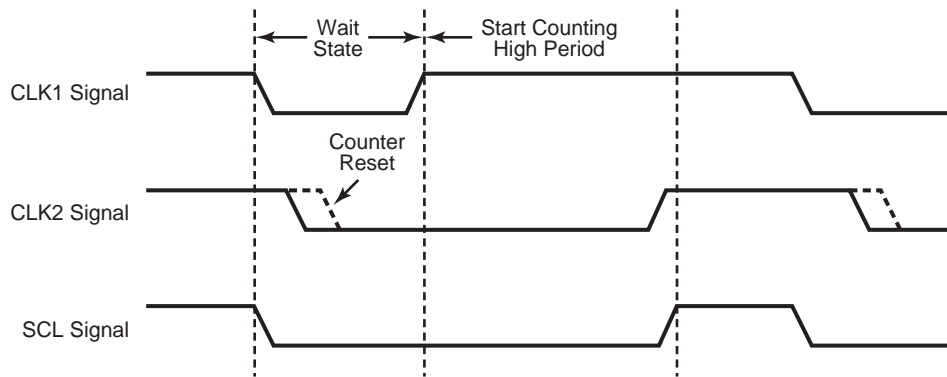 Wait
State
Start Counting
High Period
CLK1 Signal
Counter
Reset
CLK2 Signal
SCL Signal